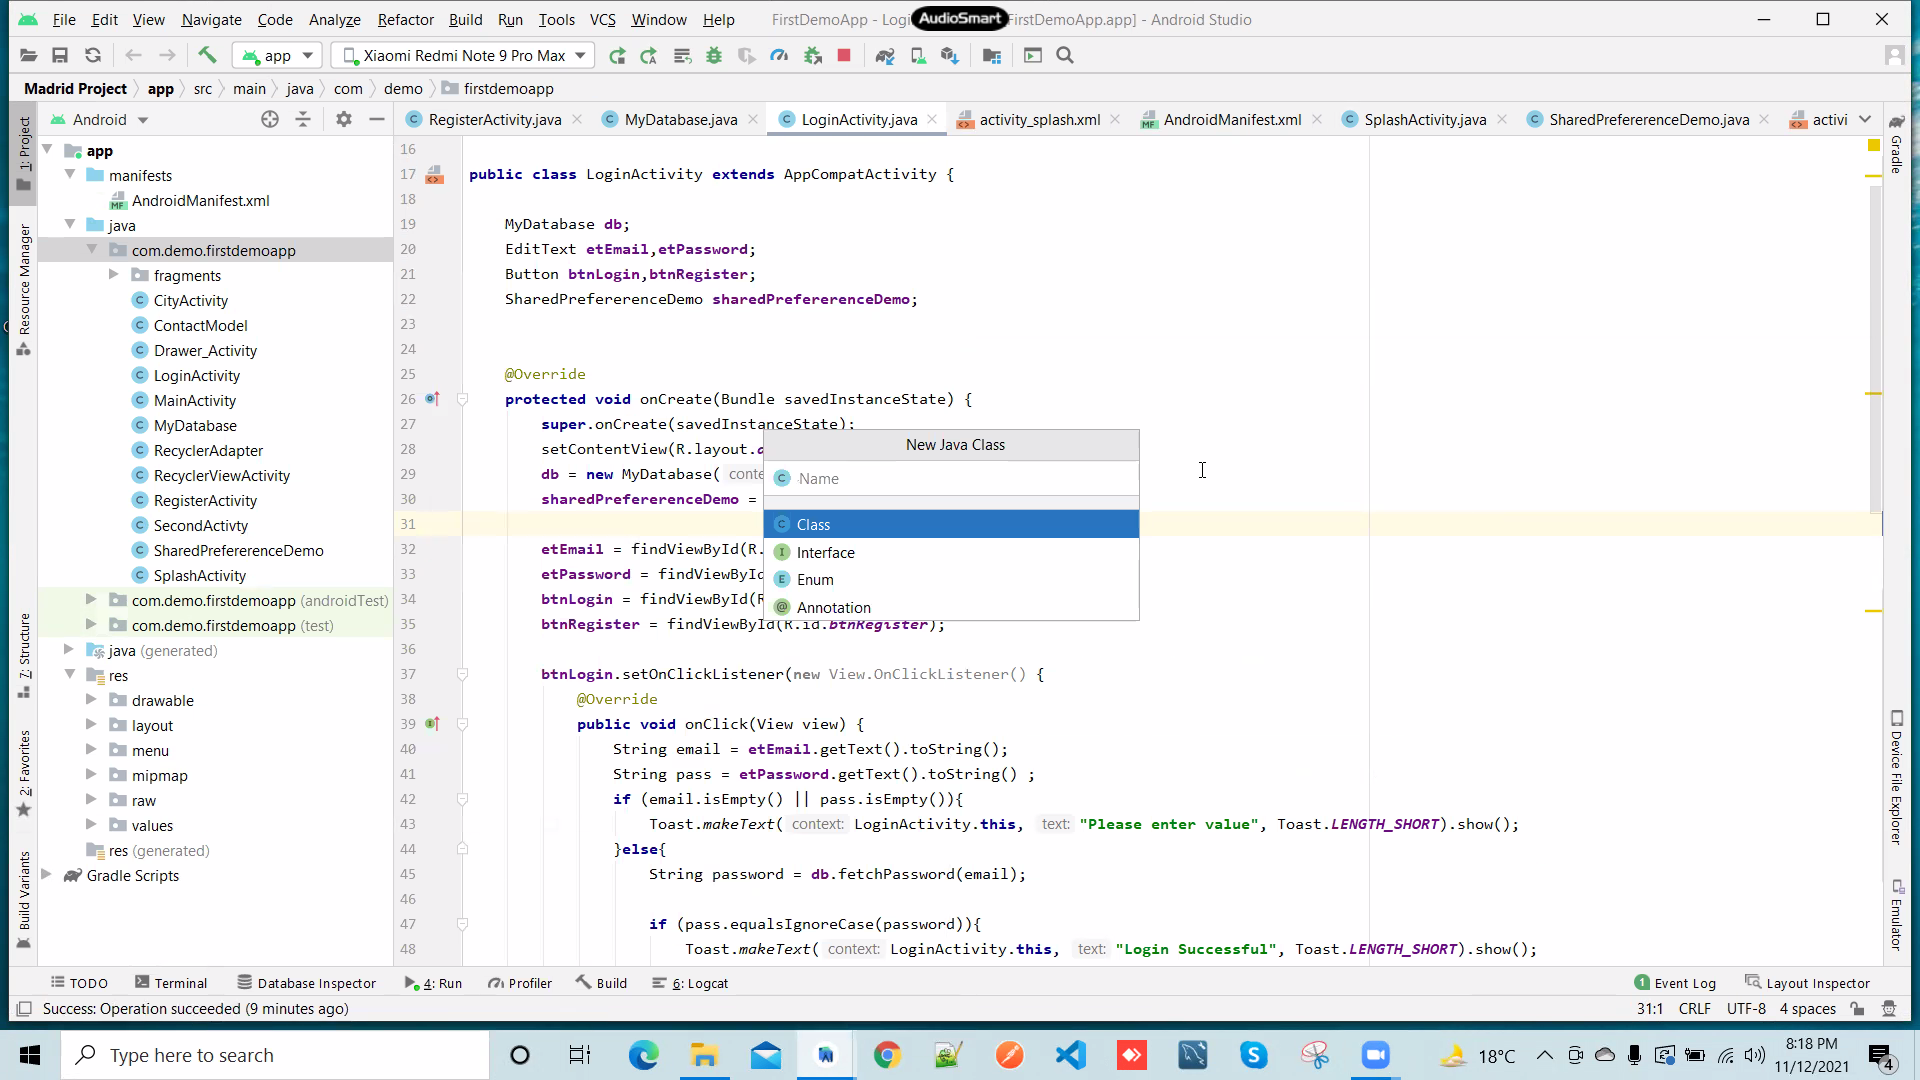 File Edit View Navigate Code Analyze Refactor Build Run Tools VCS Window Help FirstDemoApp - Logi AudioSmart FirstDemoApp.app] - Android Studio
app Xiaomi Redmi Note 9 Pro Max
Madrid Project app src main java com demo firstdemoapp
Android RegisterActivity.java MyDatabase.java LoginActivity.java activity_splash.xml AndroidManifest.xml SplashActivity.java SharedPrefererenceDemo.java activi
1: Project
Resource Manager
7: Structure
2: Favorites
Build Variants
app
manifests
AndroidManifest.xml
java
com.demo.firstdemoapp
fragments
CityActivity
ContactModel
Drawer_Activity
LoginActivity
MainActivity
MyDatabase
RecyclerAdapter
RecyclerViewActivity
RegisterActivity
SecondActivty
SharedPrefererenceDemo
SplashActivity
com.demo.firstdemoapp (androidTest)
com.demo.firstdemoapp (test)
java (generated)
res
drawable
layout
menu
mipmap
raw
values
res (generated)
Gradle Scripts
16
17 public class LoginActivity extends AppCompatActivity {
18
19 MyDatabase db;
20 EditText etEmail,etPassword;
21 Button btnLogin,btnRegister;
22 SharedPrefererenceDemo sharedPrefererenceDemo;
23
24
25 @Override
26 protected void onCreate(Bundle savedInstanceState) {
27 super.onCreate(savedInstanceState);
28 setContentView(R.layout.a
29 db = new MyDatabase( conte
30 sharedPrefererenceDemo =
31
32 etEmail = findViewById(R.
33 etPassword = findViewById
34 btnLogin = findViewById(R
35 btnRegister = findViewById(R.id.btnRegister);
36
37 btnLogin.setOnClickListener(new View.OnClickListener() {
38 @Override
39 public void onClick(View view) {
40 String email = etEmail.getText().toString();
41 String pass = etPassword.getText().toString() ;
42 if (email.isEmpty() || pass.isEmpty()){
43 Toast.makeText( context: LoginActivity.this, text: "Please enter value", Toast.LENGTH_SHORT).show();
44 }else{
45 String password = db.fetchPassword(email);
46
47 if (pass.equalsIgnoreCase(password)){
48 Toast.makeText( context: LoginActivity.this, text: "Login Successful", Toast.LENGTH_SHORT).show();
New Java Class
Name
Class
Interface
Enum
Annotation
Gradle
Device File Explorer
Emulator
TODO Terminal Database Inspector 4: Run Profiler Build 6: Logcat 1 Event Log Layout Inspector
Success: Operation succeeded (9 minutes ago) 31:1 CRLF UTF-8 4 spaces
Type here to search 18°C 8:18 PM
11/12/2021 4